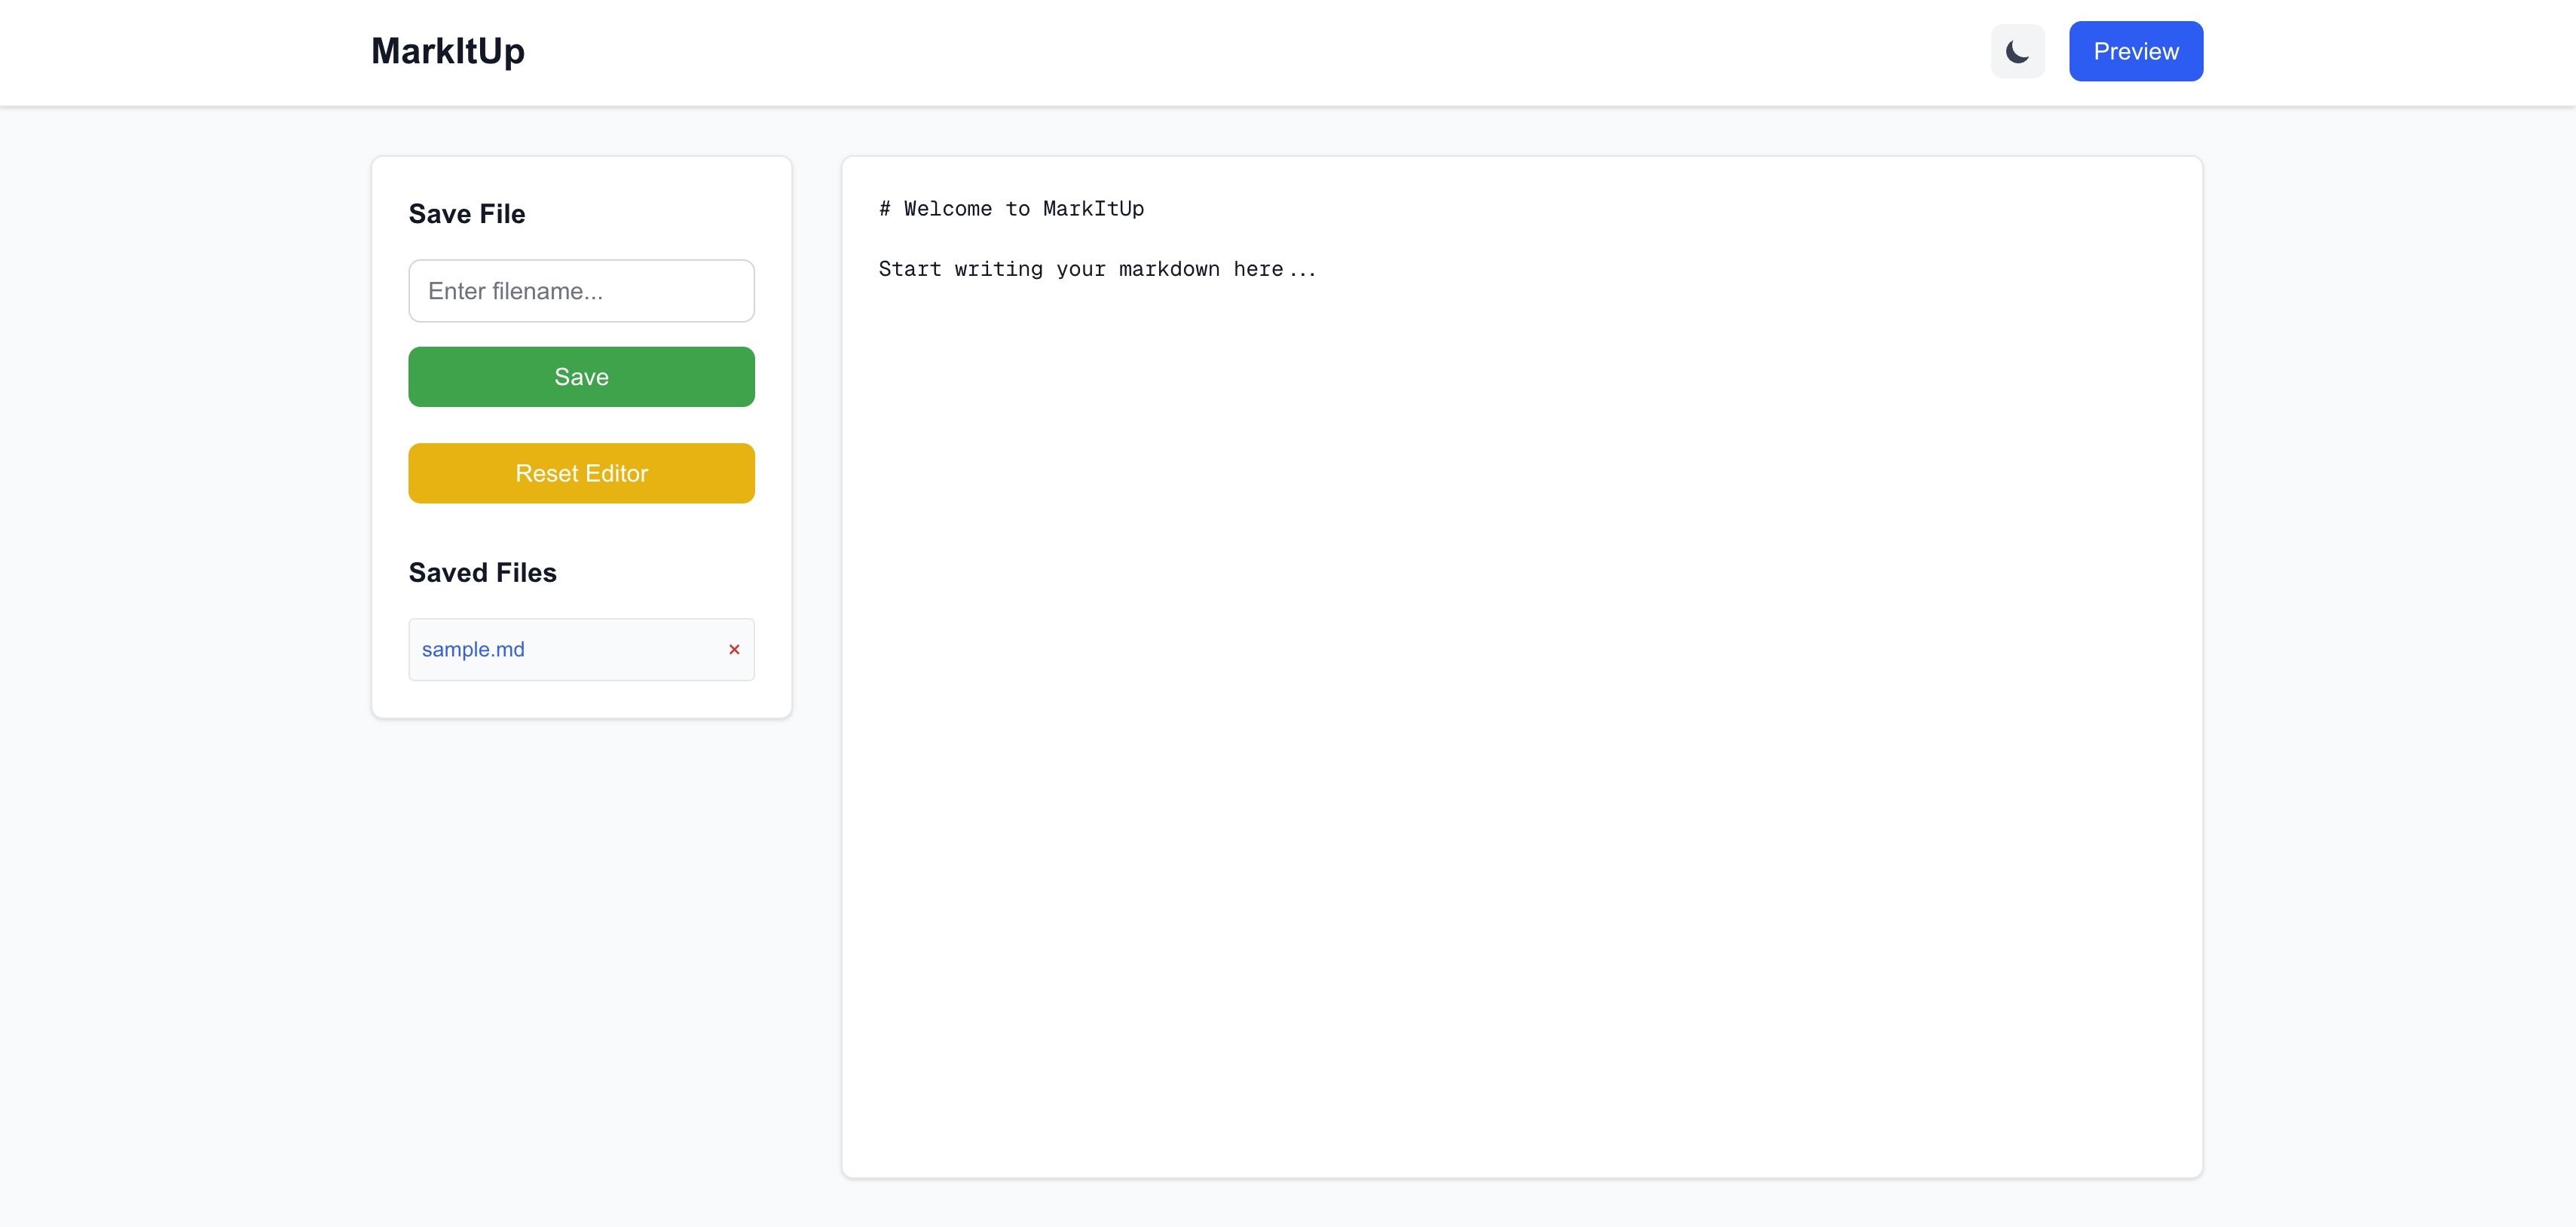 MarkItUp
Preview
Save File
Enter filename...
Save
Reset Editor
Saved Files
sample.md
×
# Welcome to MarkItUp
Start writing your markdown here...